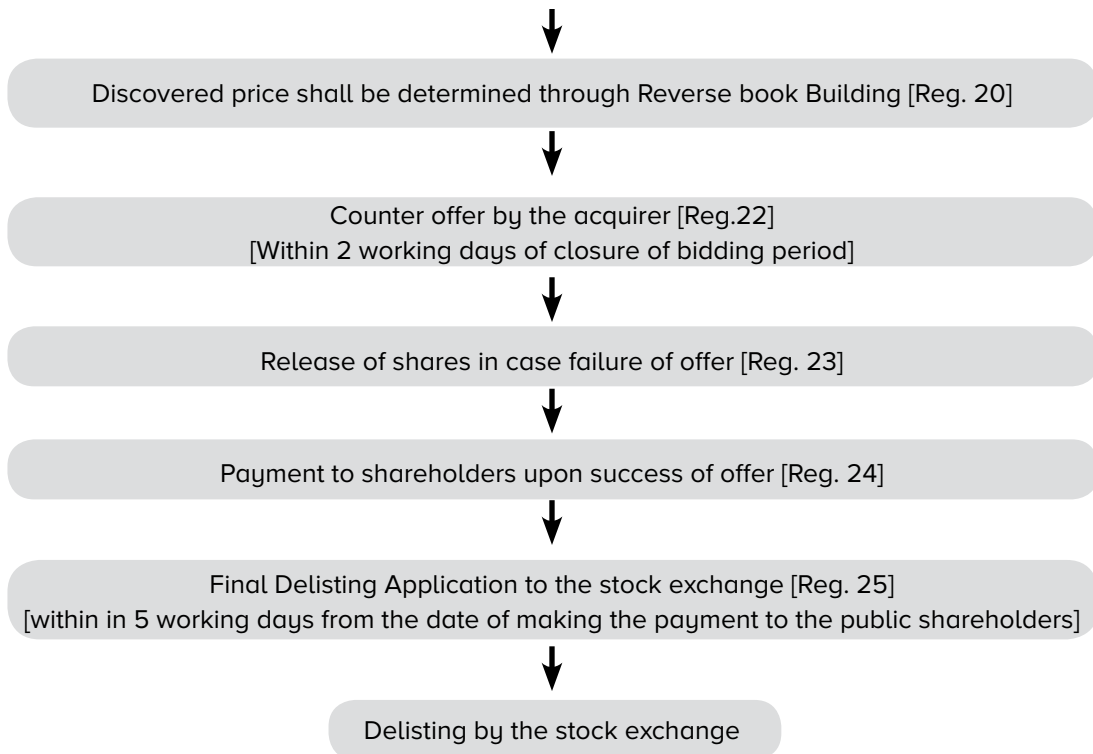 Discovered price shall be determined through Reverse book Building [Reg. 20]
Counter offer by the acquirer [Reg.22]
[Within 2 working days of closure of bidding period]
Release of shares in case failure of offer [Reg. 23]
Payment to shareholders upon success of offer [Reg. 24]
Final Delisting Application to the stock exchange [Reg. 25]
[within in 5 working days from the date of making the payment to the public shareholders]
Delisting by the stock exchange